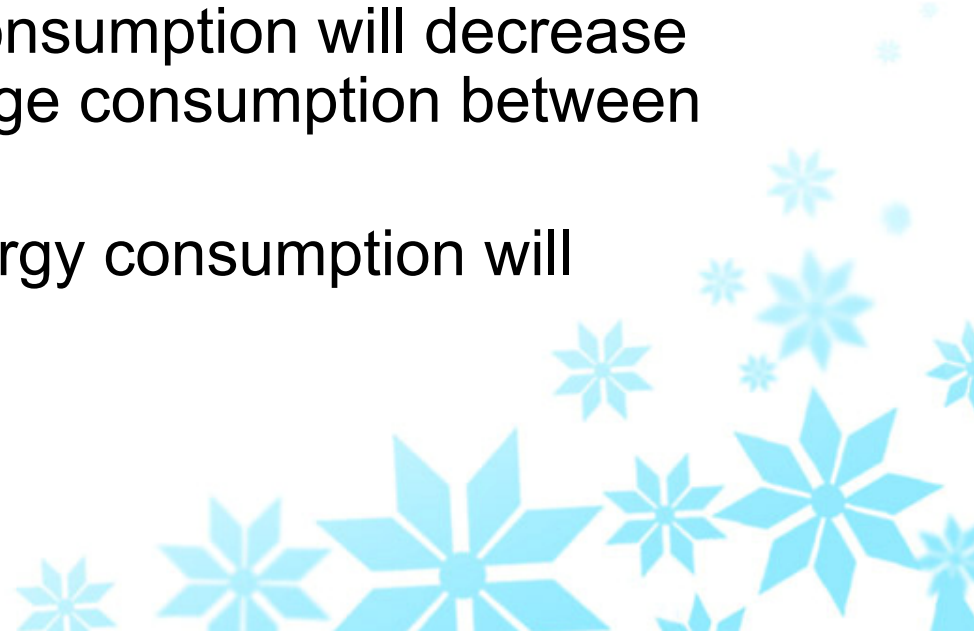 onsumption will decrease
ge consumption between
rgy consumption will